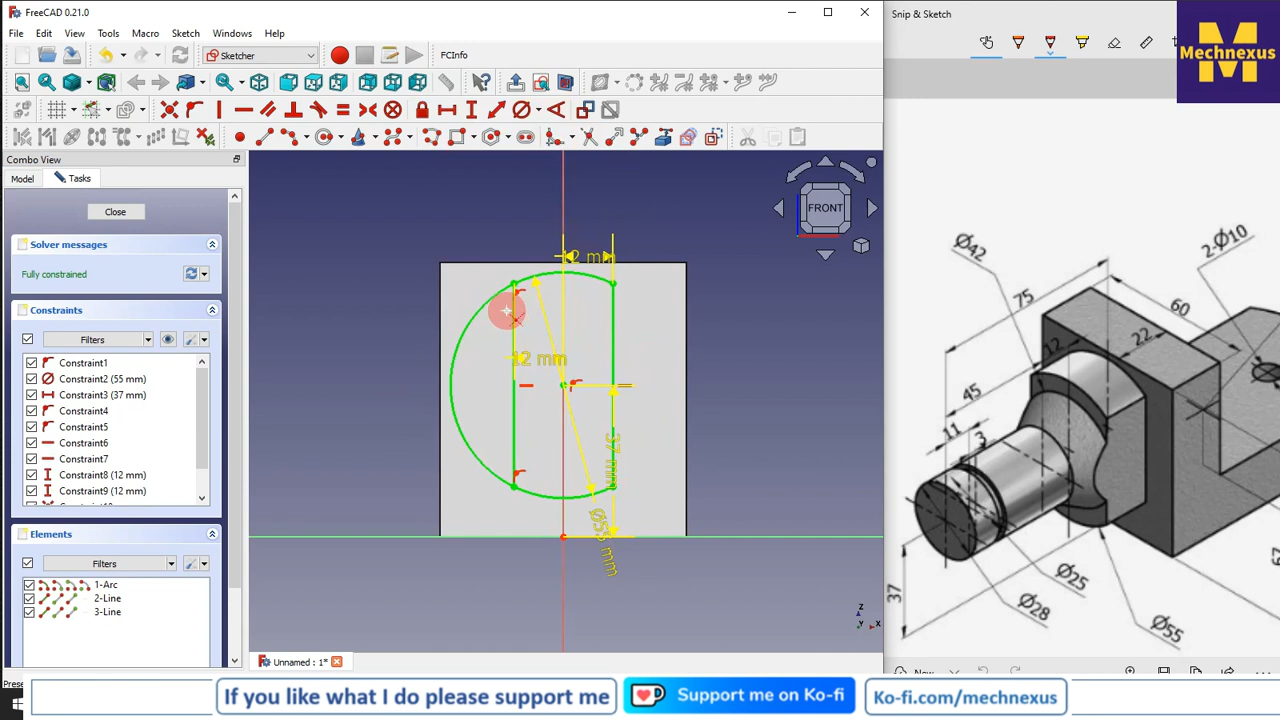 FreeCAD 0.21.0
File Edit View Tools Macro Sketch Windows Help
Sketcher
FCInfo
Combo View
Model Tasks
Close
Solver messages
Fully constrained
Constraints
Filters
Constraint1
Constraint2 (55 mm)
Constraint3 (37 mm)
Constraint4
Constraint5
Constraint6
Constraint7
Constraint8 (12 mm)
Constraint9 (12 mm)
Elements
Filters
1-Arc
2-Line
3-Line
FRONT
12 mm
37 mm
Z
Y X
Unnamed : 1*
Snip & Sketch
M
Mechnexus
Ø42
2-Ø10
75
60
12
22
45
11
3
Ø25
37
Ø28
Ø55
New
If you like what I do please support me
Support me on Ko-fi
Ko-fi.com/mechnexus